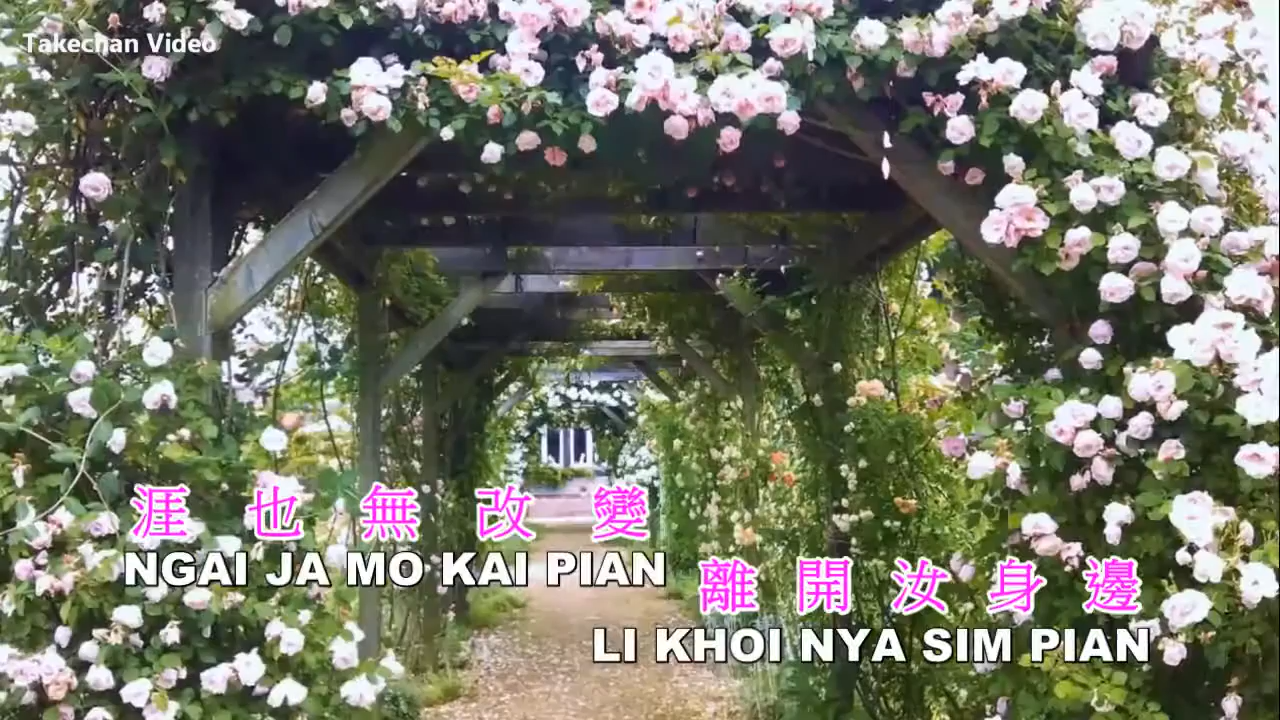 Takechan Video
涯也無改變
NGAI JA MO KAI PIAN
離開汝身邊
LI KHOI NYA SIM PIAN